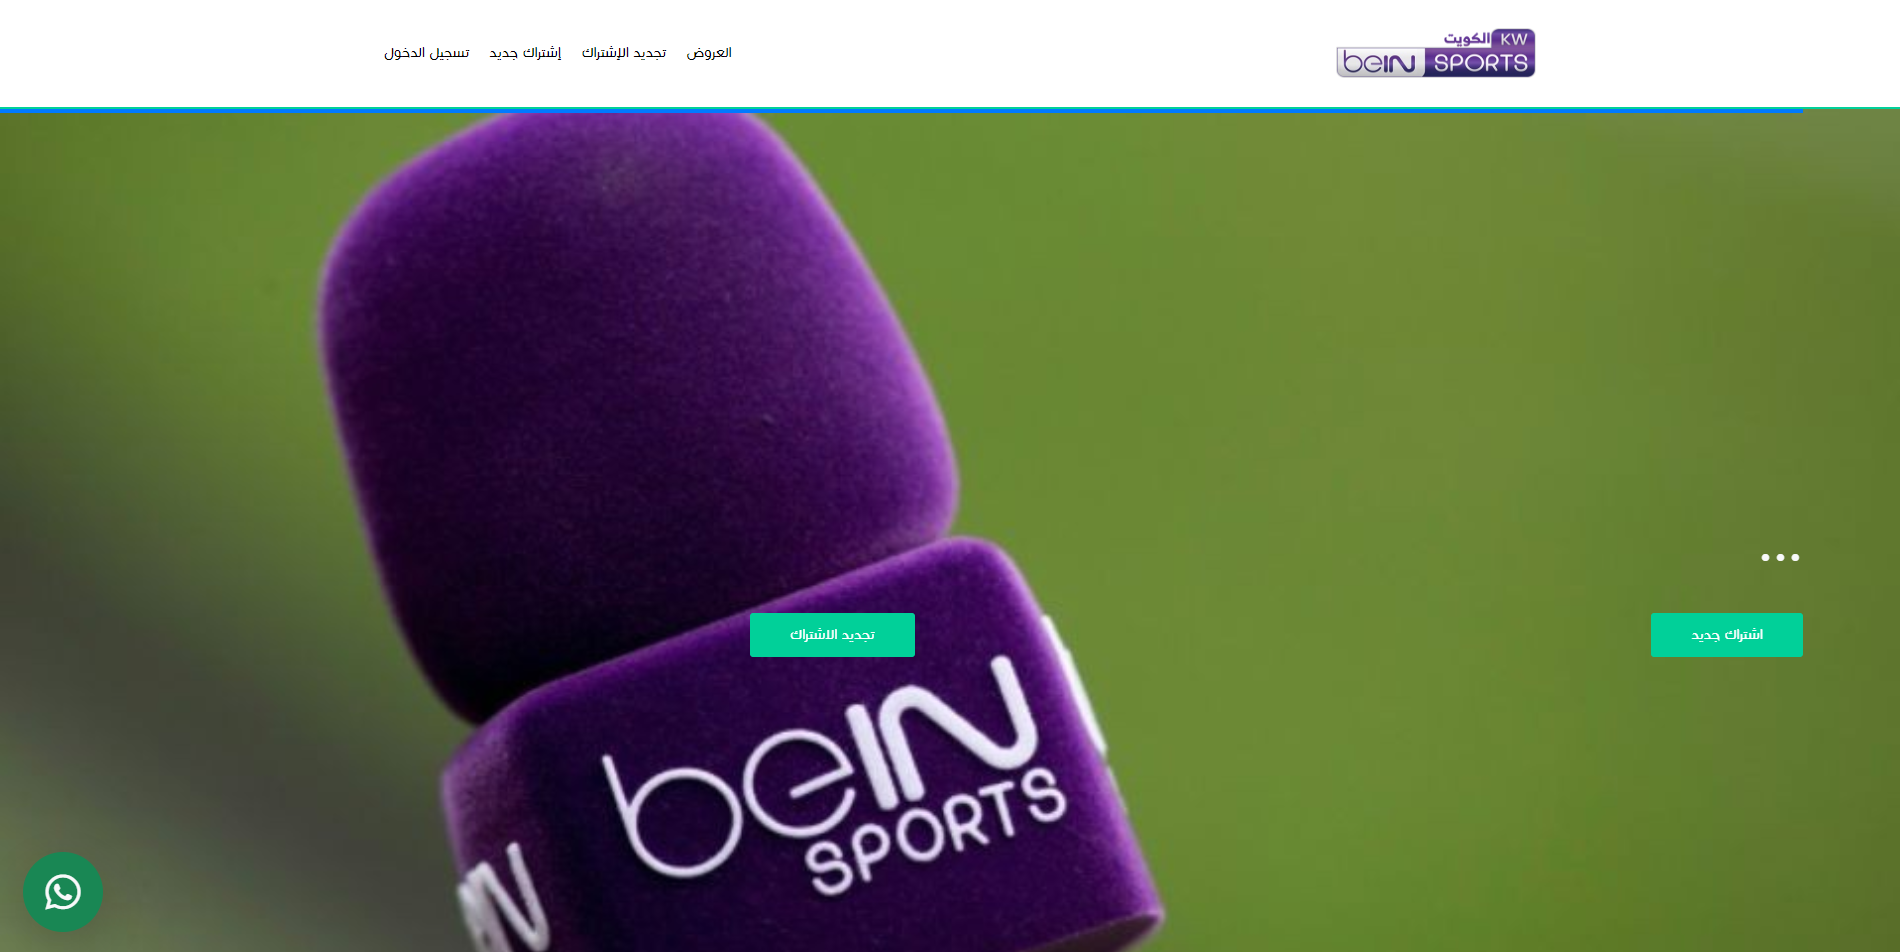 الكويت KW
beIN SPORTS
العروض
تجديد الإشتراك
إشتراك جديد
تسجيل الدخول
...
اشتراك جديد
تجديد الاشتراك
beIN
SPORTS
IN